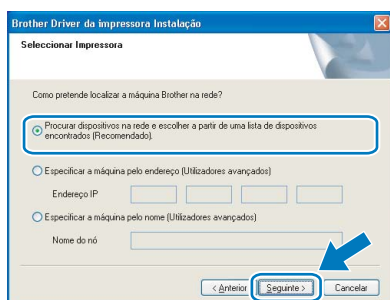 Brother Driver da impressora Instalação
Seleccionar Impressora
Como pretende localizar a máquina Brother na rede?
Procurar dispositivos na rede e escolher a partir de uma lista de dispositivos
encontrados (Recomendado).
Especificar a máquina pelo endereço (Utilizadores avançados)
Endereço IP
Especificar a máquina pelo nome (Utilizadores avançados)
Nome do nó
< Anterior Seguinte > Cancelar